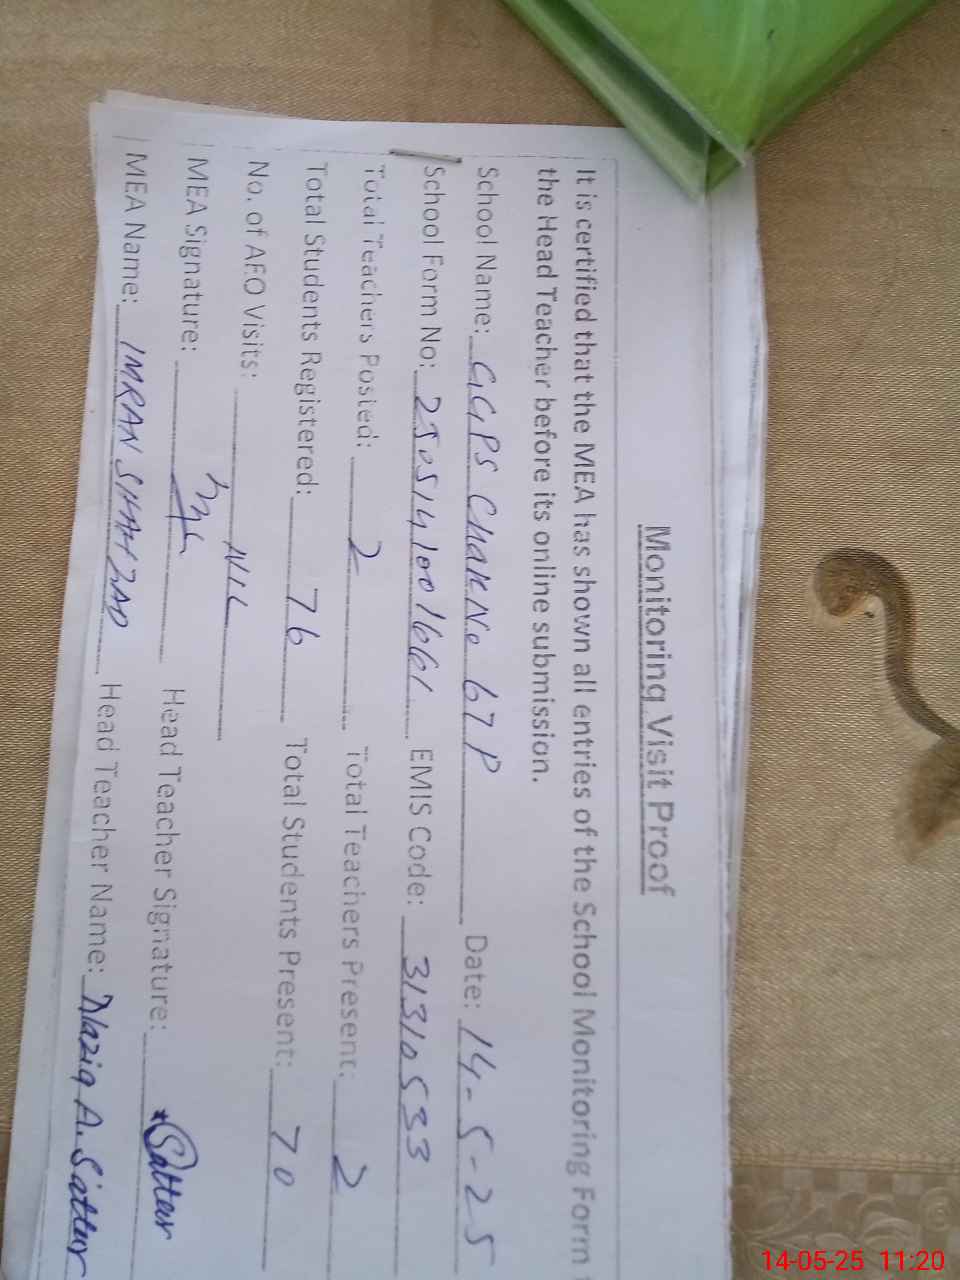 Monitoring Visit Proof
It is certified that the MEA has shown all entries of the School Monitoring Form
the Head Teacher before its online submission.
School Name: GGPS Chak No 67 P Date: 14-5-25
School Form No: 25051410016661 EMIS Code: 31310533
Total Teachers Posted: 2 Total Teachers Present: 2
Total Students Registered: 76 Total Students Present: 70
No. of AEO Visits: NIL
MEA Signature: Head Teacher Signature: Sattar
MEA Name: IMRAN SHAHZAD Head Teacher Name: Nazia A. Sattar
14-05-25 11:20